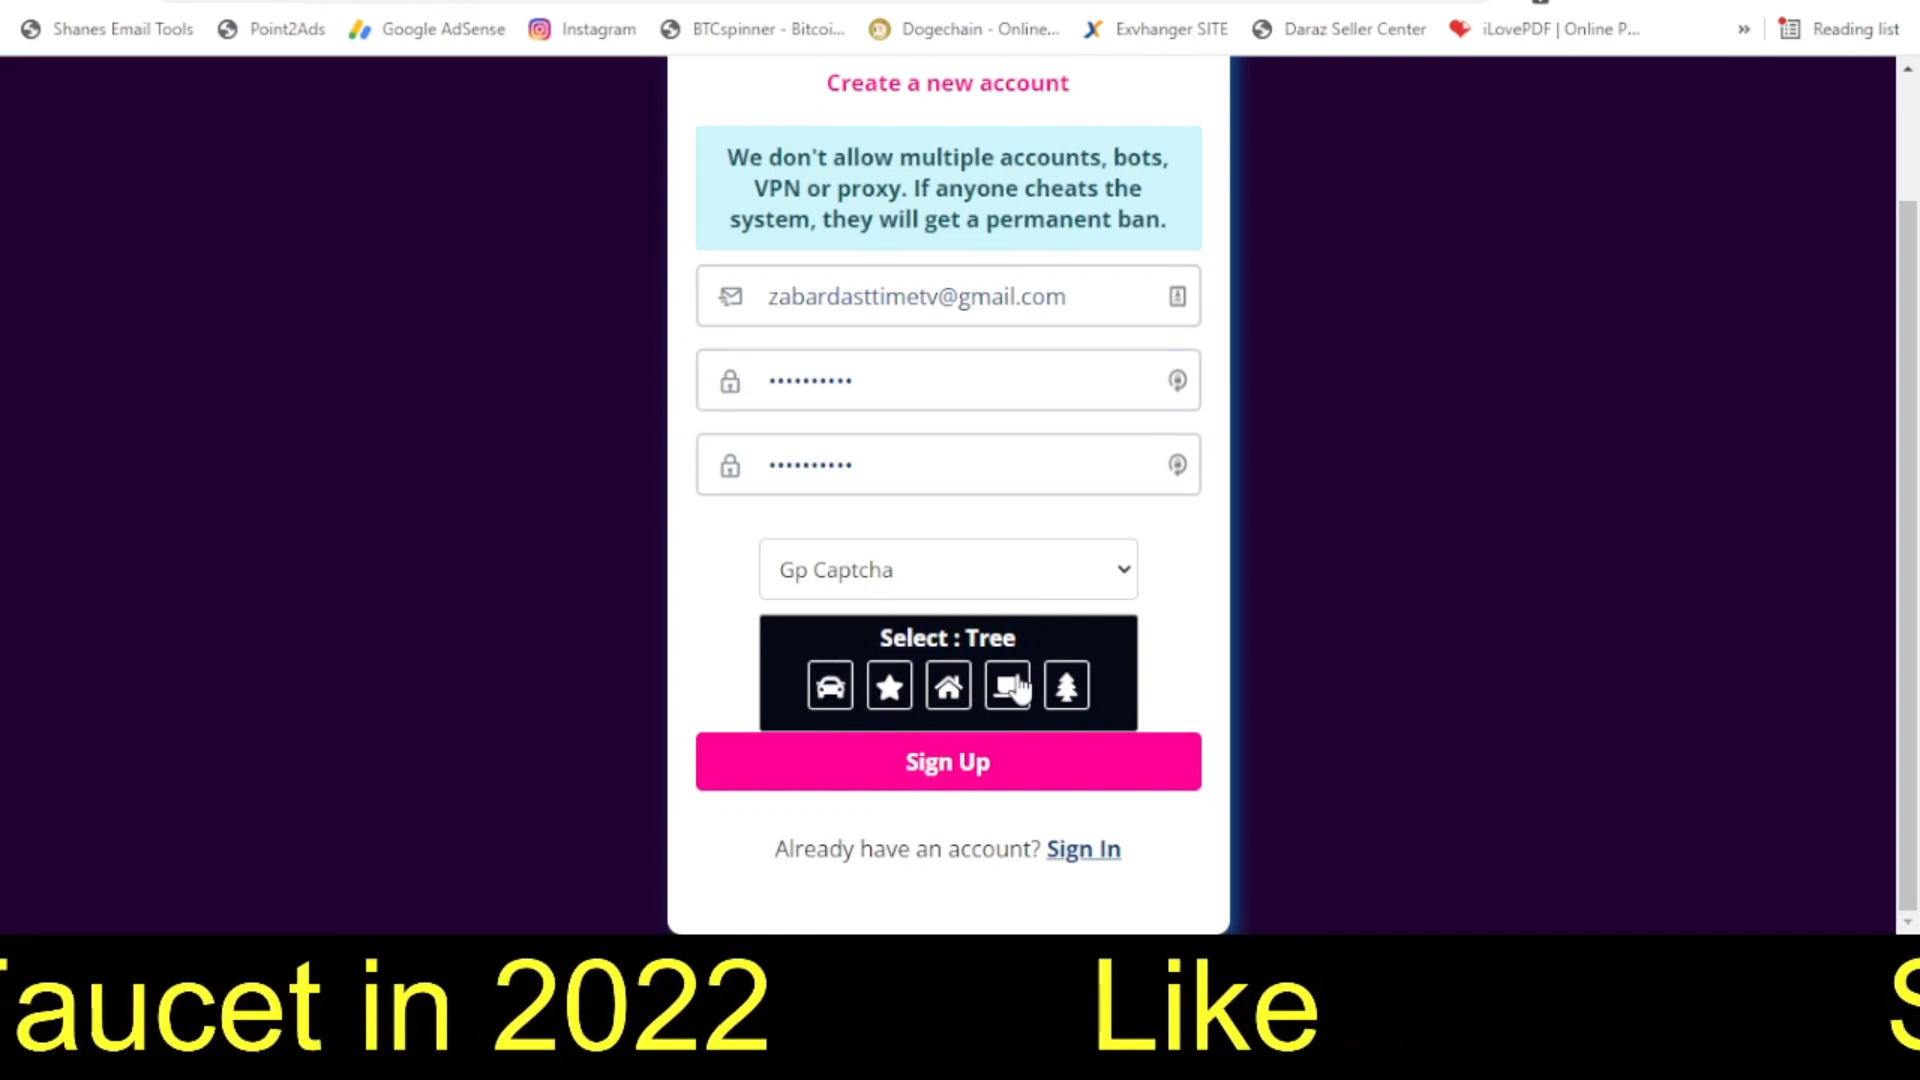 Shanes Email Tools
Point2Ads
Google AdSense
Instagram
BTCspinner - Bitcoi...
Dogechain - Online...
Exvhanger SITE
Daraz Seller Center
iLovePDF | Online P...
»
Reading list
Create a new account
We don't allow multiple accounts, bots,
VPN or proxy. If anyone cheats the
system, they will get a permanent ban.
zabardasttimetv@gmail.com
••••••••••
••••••••••
Gp Captcha
Select : Tree
Sign Up
Already have an account? Sign In
aucet in 2022 Like